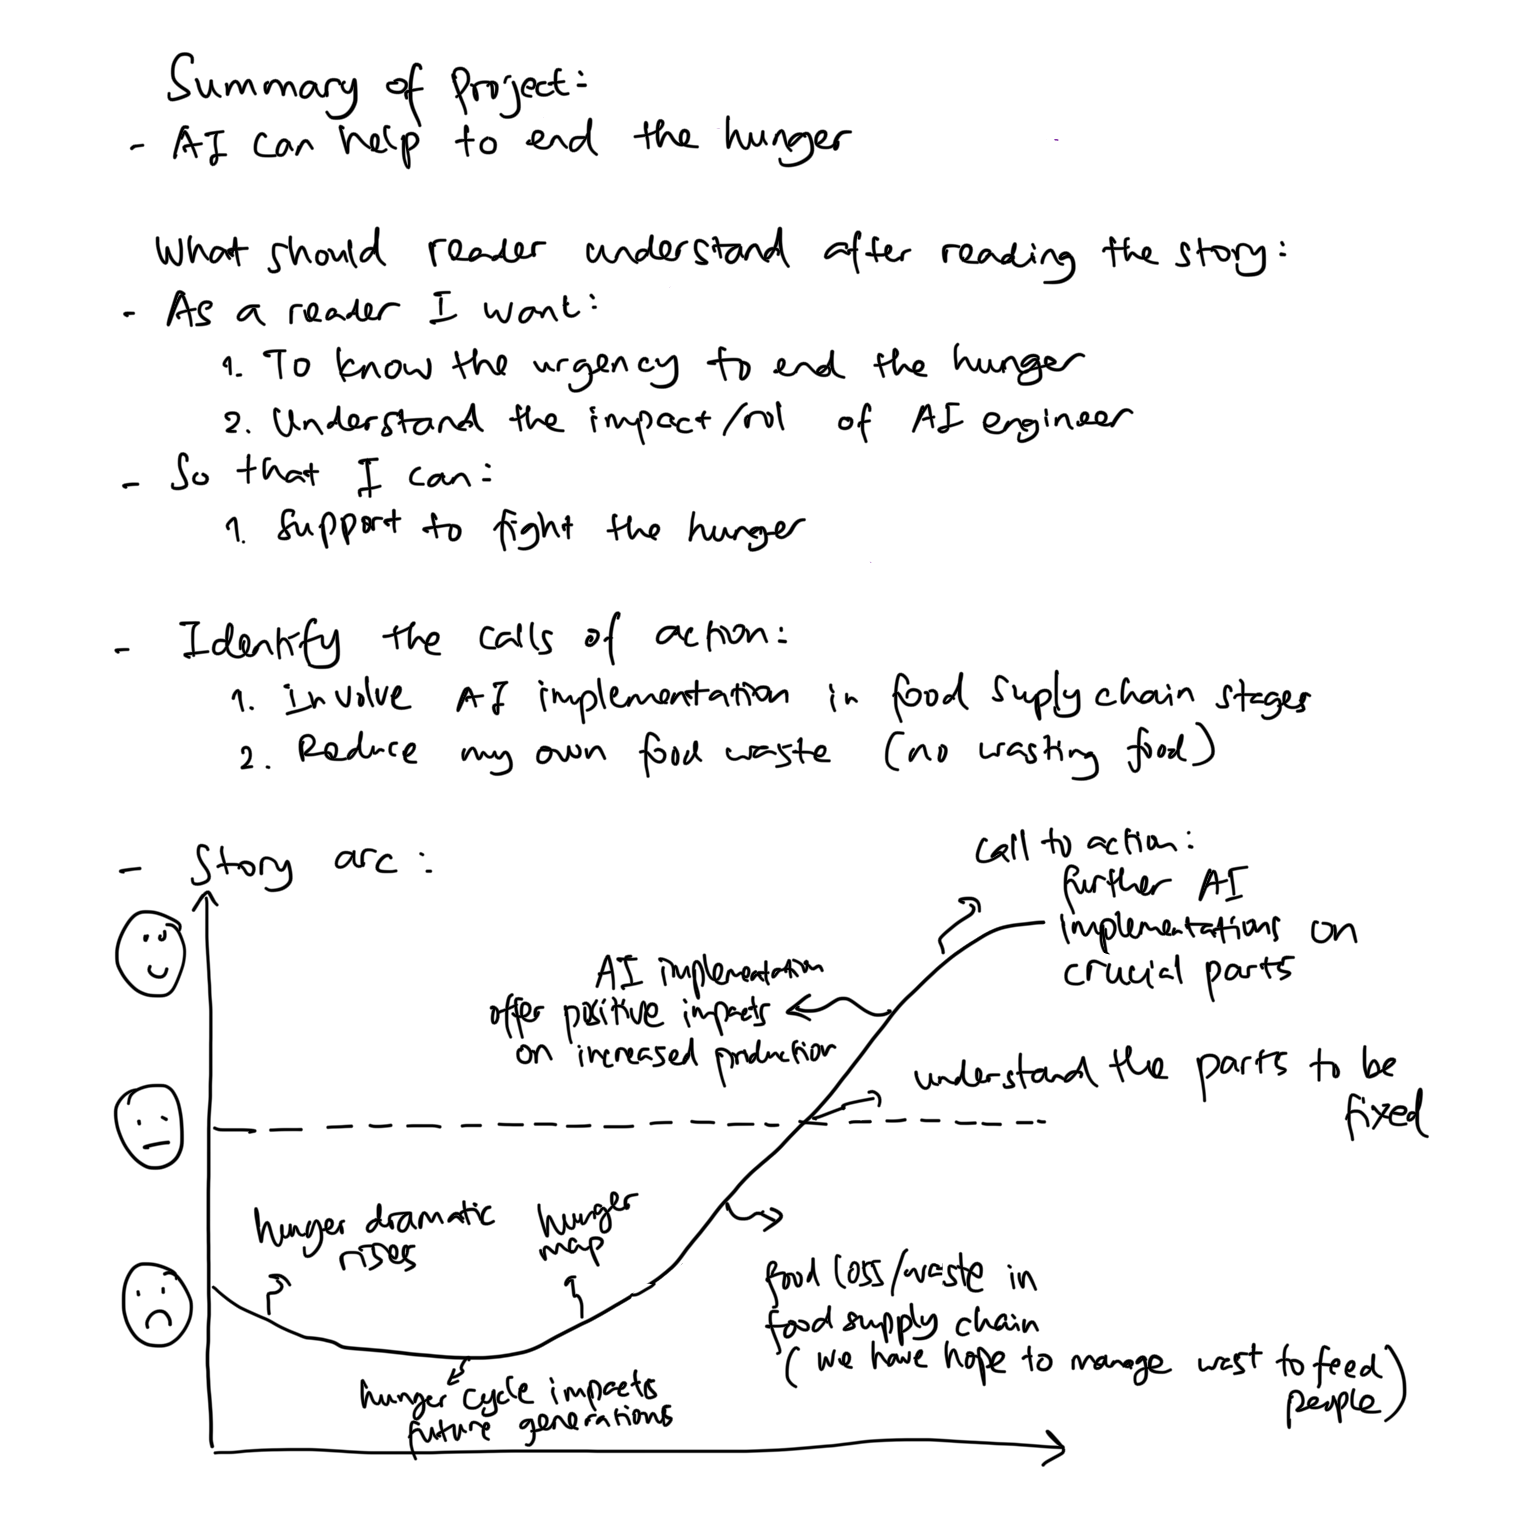 Summary of Project:
- AI can help to end the hunger
What should reader understand after reading the story:
- As a reader I want:
1. To know the urgency to end the hunger
2. Understand the impact/rol of AI engineer
- So that I can:
1. Support to fight the hunger
- Identify the calls of action:
1. involve AI implementation in food suply chain stages
2. Reduce my own food waste (no wasting food)
- Story arc:
call to action:
further AI
implementations on
crucial parts
AI implementation
offer positive impacts
on increased production
understand the parts to be
fixed
hunger dramatic
rises
hunger
map
food loss/waste in
food supply chain
(we have hope to manage wast to feed
people)
hunger cycle impacts
future generations